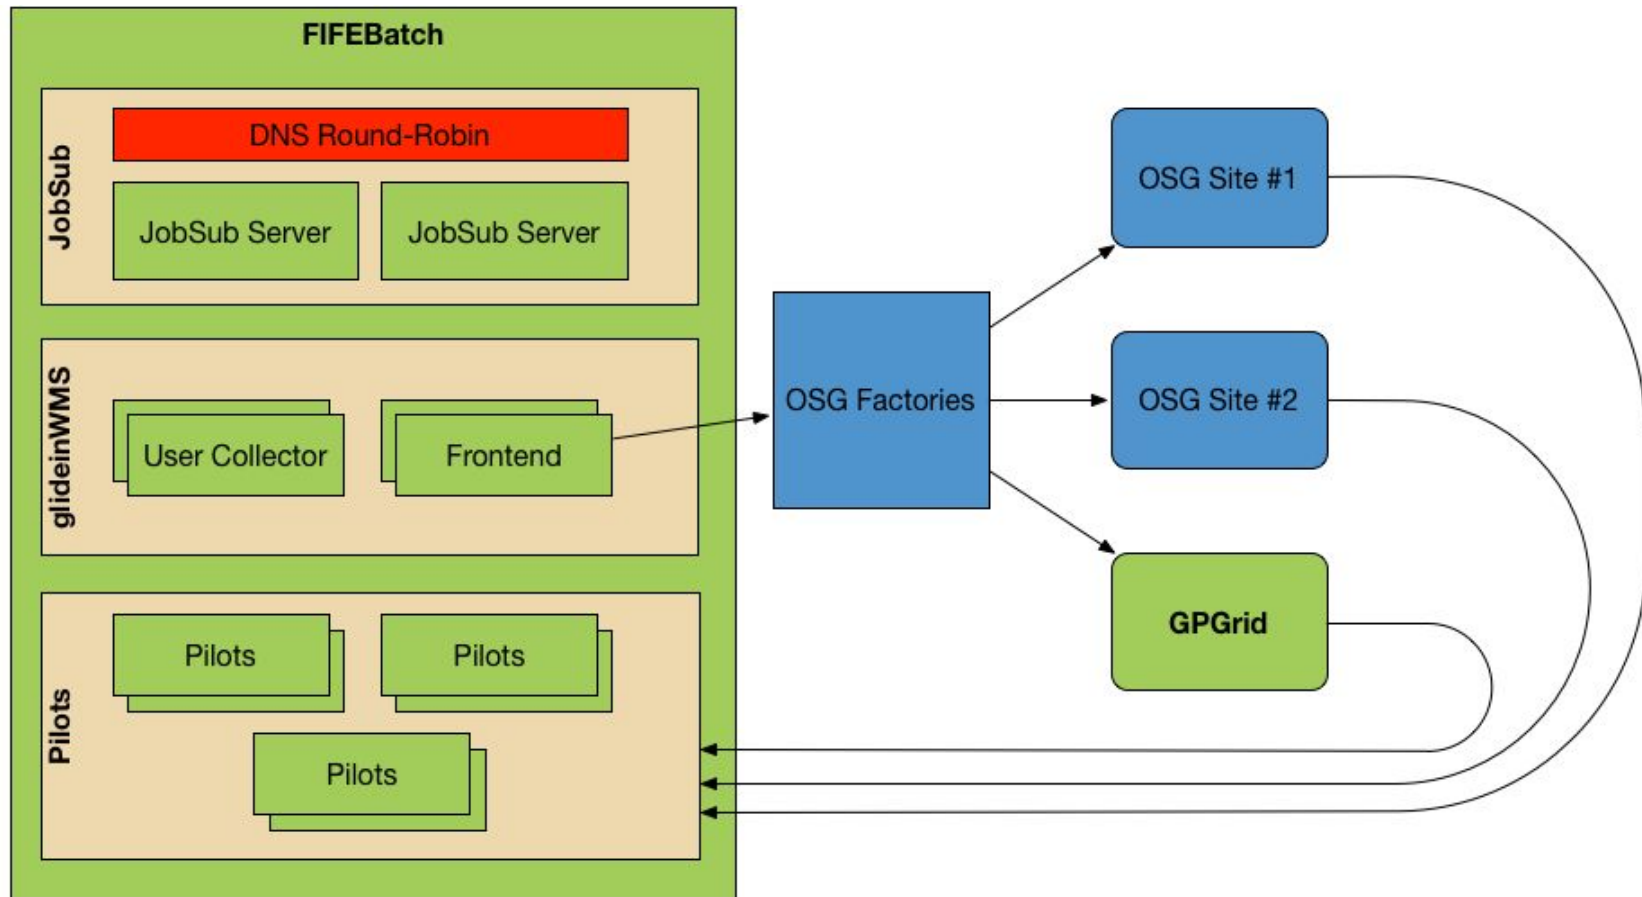 FIFEBatch
JobSub
DNS Round-Robin
JobSub Server
JobSub Server
glideinWMS
User Collector
Frontend
Pilots
Pilots
Pilots
Pilots
OSG Factories
OSG Site #1
OSG Site #2
GPGrid